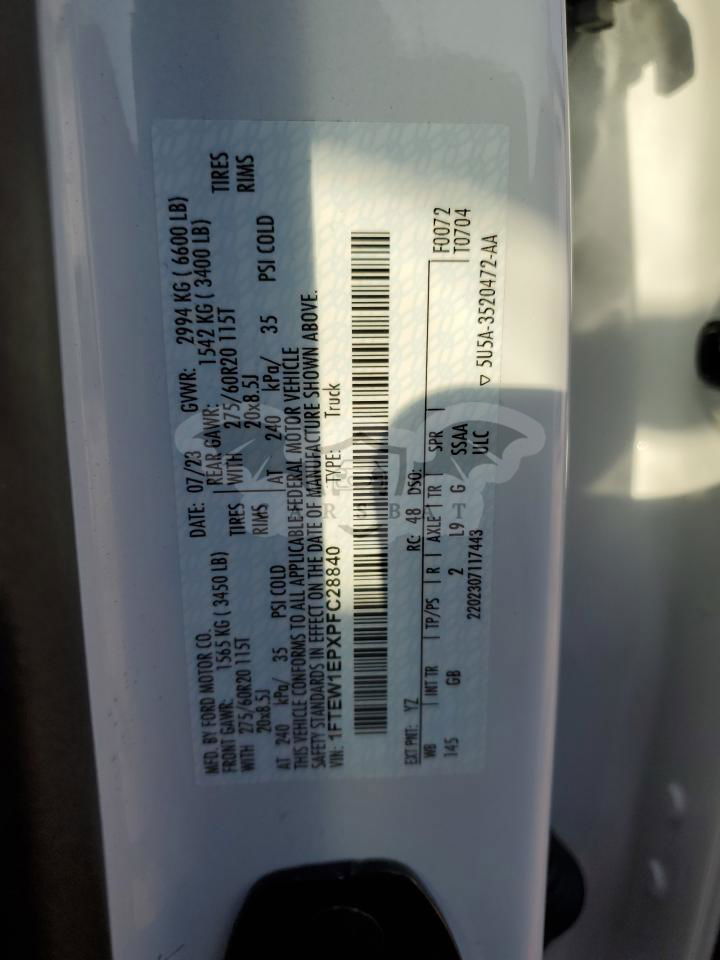 MFD. BY FORD MOTOR CO. DATE: 07/23 GVWR: 2994 KG ( 6600 LB)
FRONT GAWR: 1565 KG ( 3450 LB) REAR GAWR: 1542 KG ( 3400 LB)
WITH 275/60R20 115T TIRES WITH 275/60R20 115T TIRES
20x8.5J RIMS 20x8.5J RIMS
AT 240 kPa/ 35 PSI COLD AT 240 kPa/ 35 PSI COLD
THIS VEHICLE CONFORMS TO ALL APPLICABLE FEDERAL MOTOR VEHICLE
SAFETY STANDARDS IN EFFECT ON THE DATE OF MANUFACTURE SHOWN ABOVE.
VIN: 1FTEW1EPXPFC28840 TYPE: Truck
EXT PNT: YZ RC: 48 DSO:
WB INT TR TP/PS R AXLE TR SPR F0072
145 GB 2 L9 G SSAA T0704
2202307117443 ULC
5U5A-3520472-AA
CARSBAT